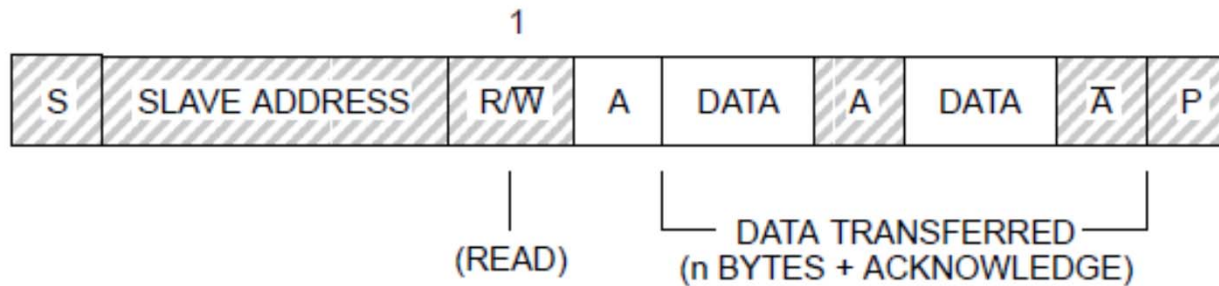 1
S SLAVE ADDRESS R/W̅ A DATA A DATA A̅ P
(READ) DATA TRANSFERRED
(n BYTES + ACKNOWLEDGE)